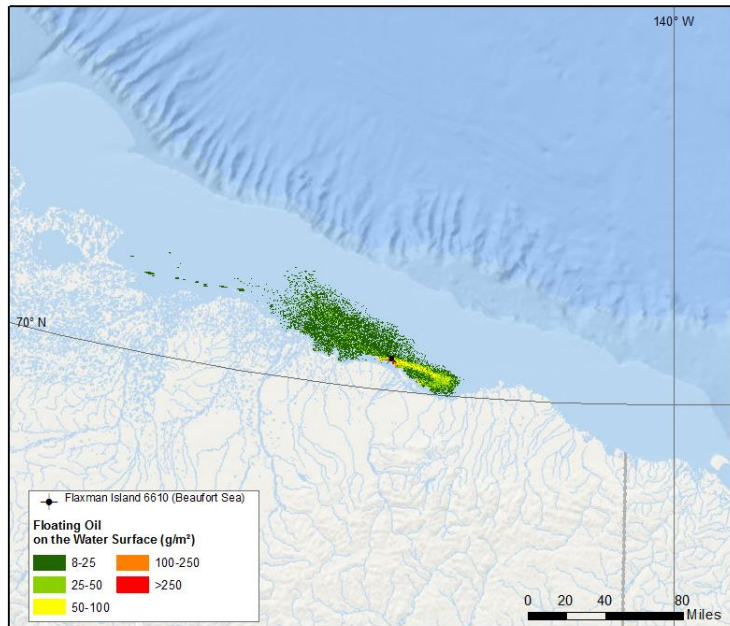 140° W
70° N
Flaxman Island 6610 (Beaufort Sea)
Floating Oil
on the Water Surface (g/m²)
8-25
100-250
25-50
>250
50-100
0 20 40 80
Miles